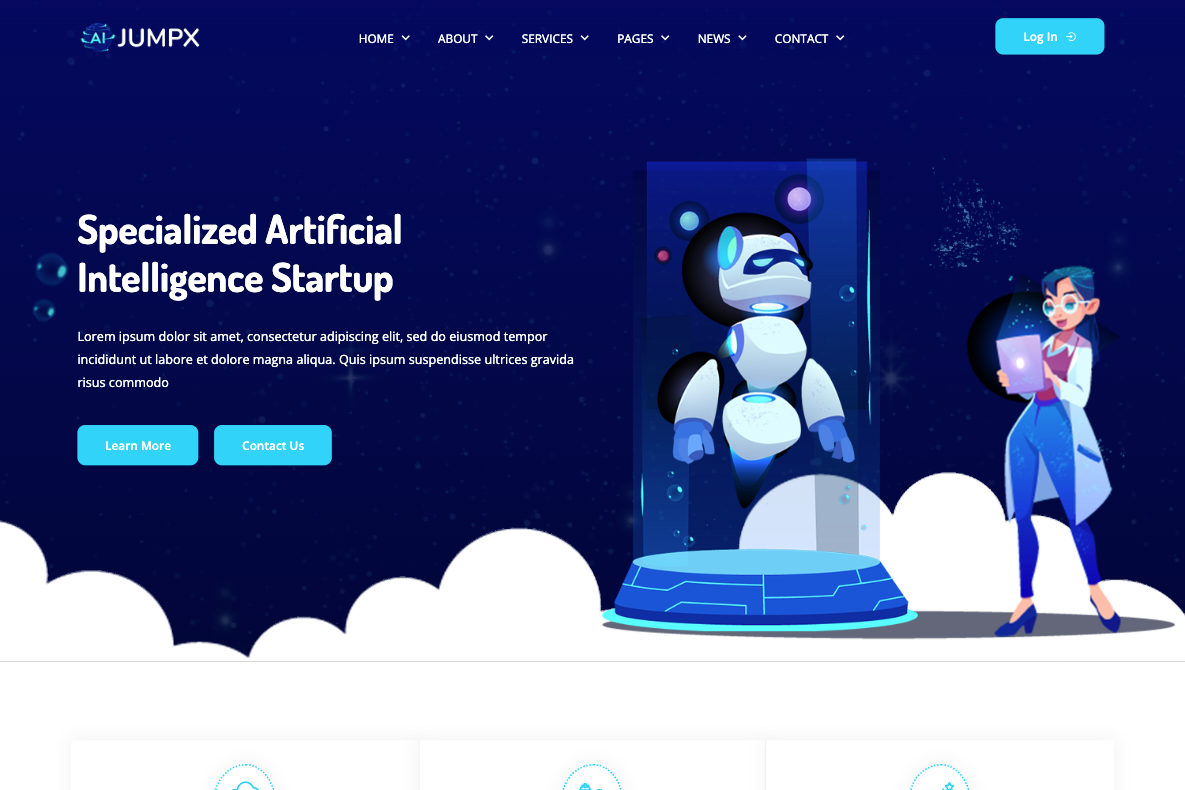 AI JUMPX
HOME
ABOUT
SERVICES
PAGES
NEWS
CONTACT
Log In
Specialized Artificial
Intelligence Startup
Lorem ipsum dolor sit amet, consectetur adipiscing elit, sed do eiusmod tempor
incididunt ut labore et dolore magna aliqua. Quis ipsum suspendisse ultrices gravida
risus commodo
Learn More
Contact Us